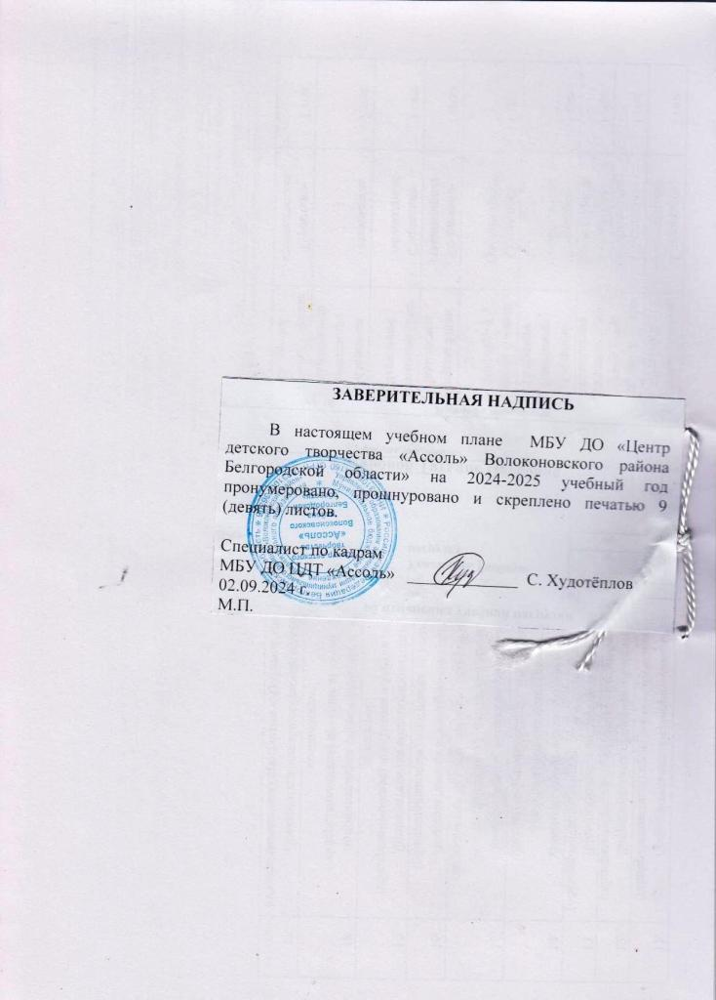 ЗАВЕРИТЕЛЬНАЯ НАДПИСЬ
В настоящем учебном плане МБУ ДО «Центр
детского творчества «Ассоль» Волоконовского района
Белгородской области» на 2024-2025 учебный год
пронумеровано, прошнуровано и скреплено печатью 9
(девять) листов.
Специалист по кадрам
МБУ ДО ЦДТ «Ассоль» С. Худотёплов
02.09.2024 г.
М.П.
«Ассоль»
Волоконовского